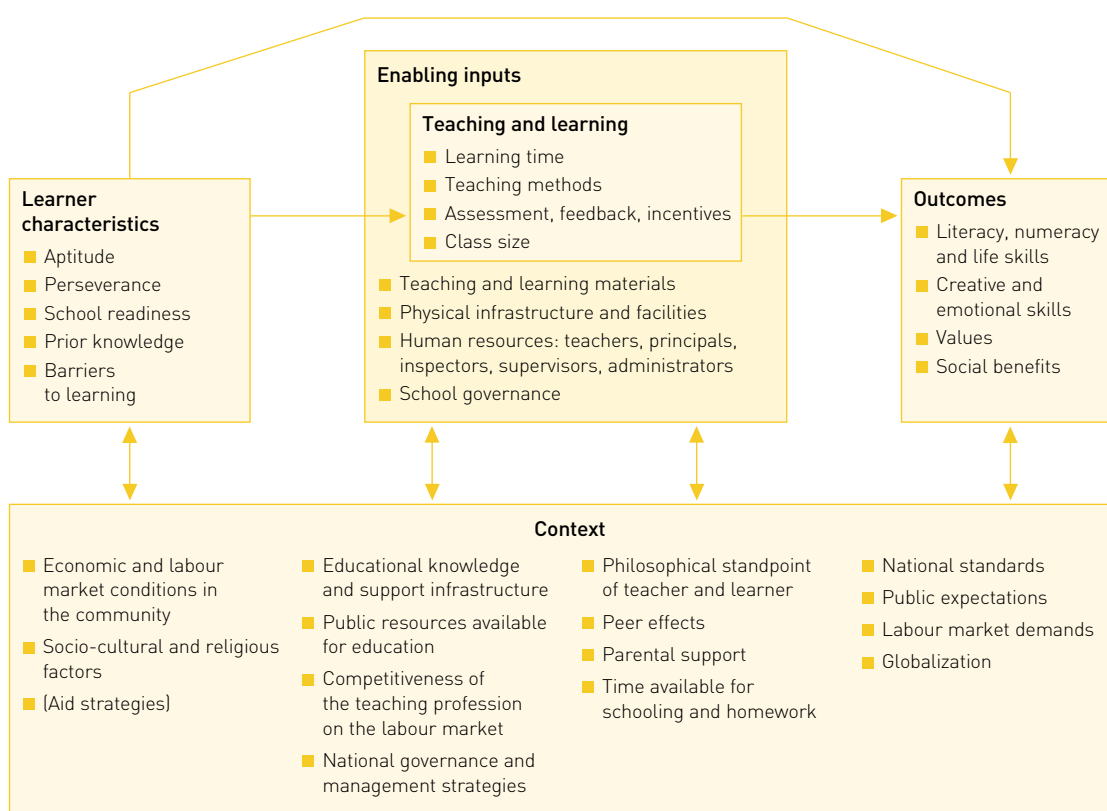 Enabling inputs
Teaching and learning
Learning time
Teaching methods
Assessment, feedback, incentives
Class size
Teaching and learning materials
Physical infrastructure and facilities
Human resources: teachers, principals,
inspectors, supervisors, administrators
School governance
Learner
characteristics
Aptitude
Perseverance
School readiness
Prior knowledge
Barriers
to learning
Outcomes
Literacy, numeracy
and life skills
Creative and
emotional skills
Values
Social benefits
Context
Economic and labour
market conditions in
the community
Socio-cultural and religious
factors
(Aid strategies)
Educational knowledge
and support infrastructure
Public resources available
for education
Competitiveness of
the teaching profession
on the labour market
National governance and
management strategies
Philosophical standpoint
of teacher and learner
Peer effects
Parental support
Time available for
schooling and homework
National standards
Public expectations
Labour market demands
Globalization